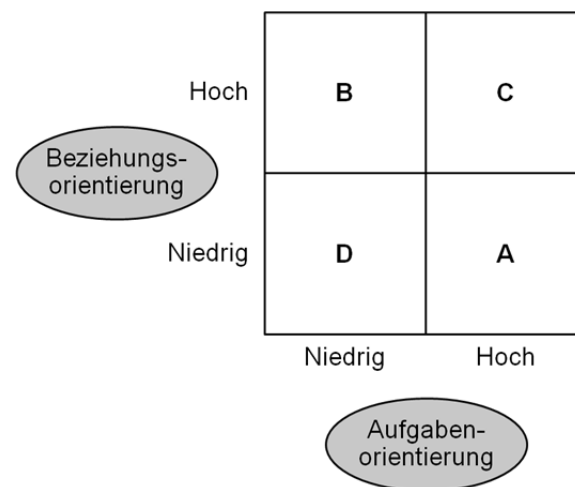 Hoch
B
C
Beziehungs-
orientierung
Niedrig
D
A
Niedrig
Hoch
Aufgaben-
orientierung